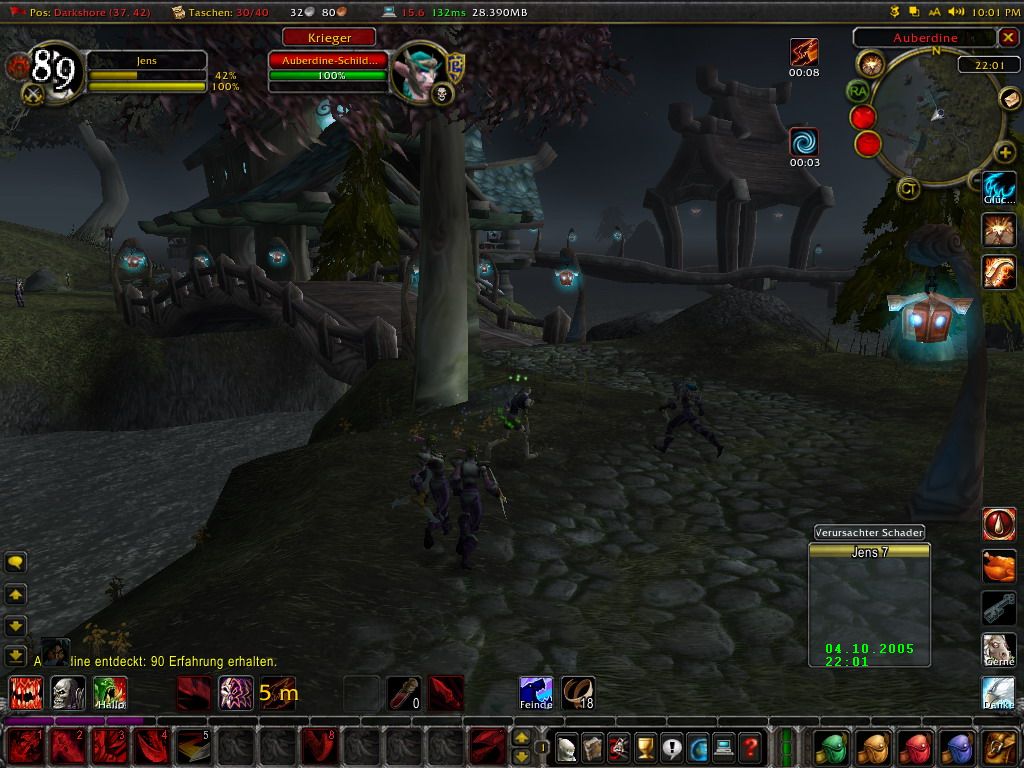 Pos: Darkshore (37, 42) Taschen: 30/40 32 80 15.6 132ms 28.390MB 10:01 PM
Krieger
Auberdine
89
Jens
Auberdine-Schild...
42%
100%
100%
22:01
00:08
RA
00:03
CT
Verursachter Schaden
Jens 7
04.10.2005
22:01
line entdeckt: 90 Erfahrung erhalten.
Hallo
5 m
0
Feinde
18
Gerne
Danke
1 2 3 4 5 8
1